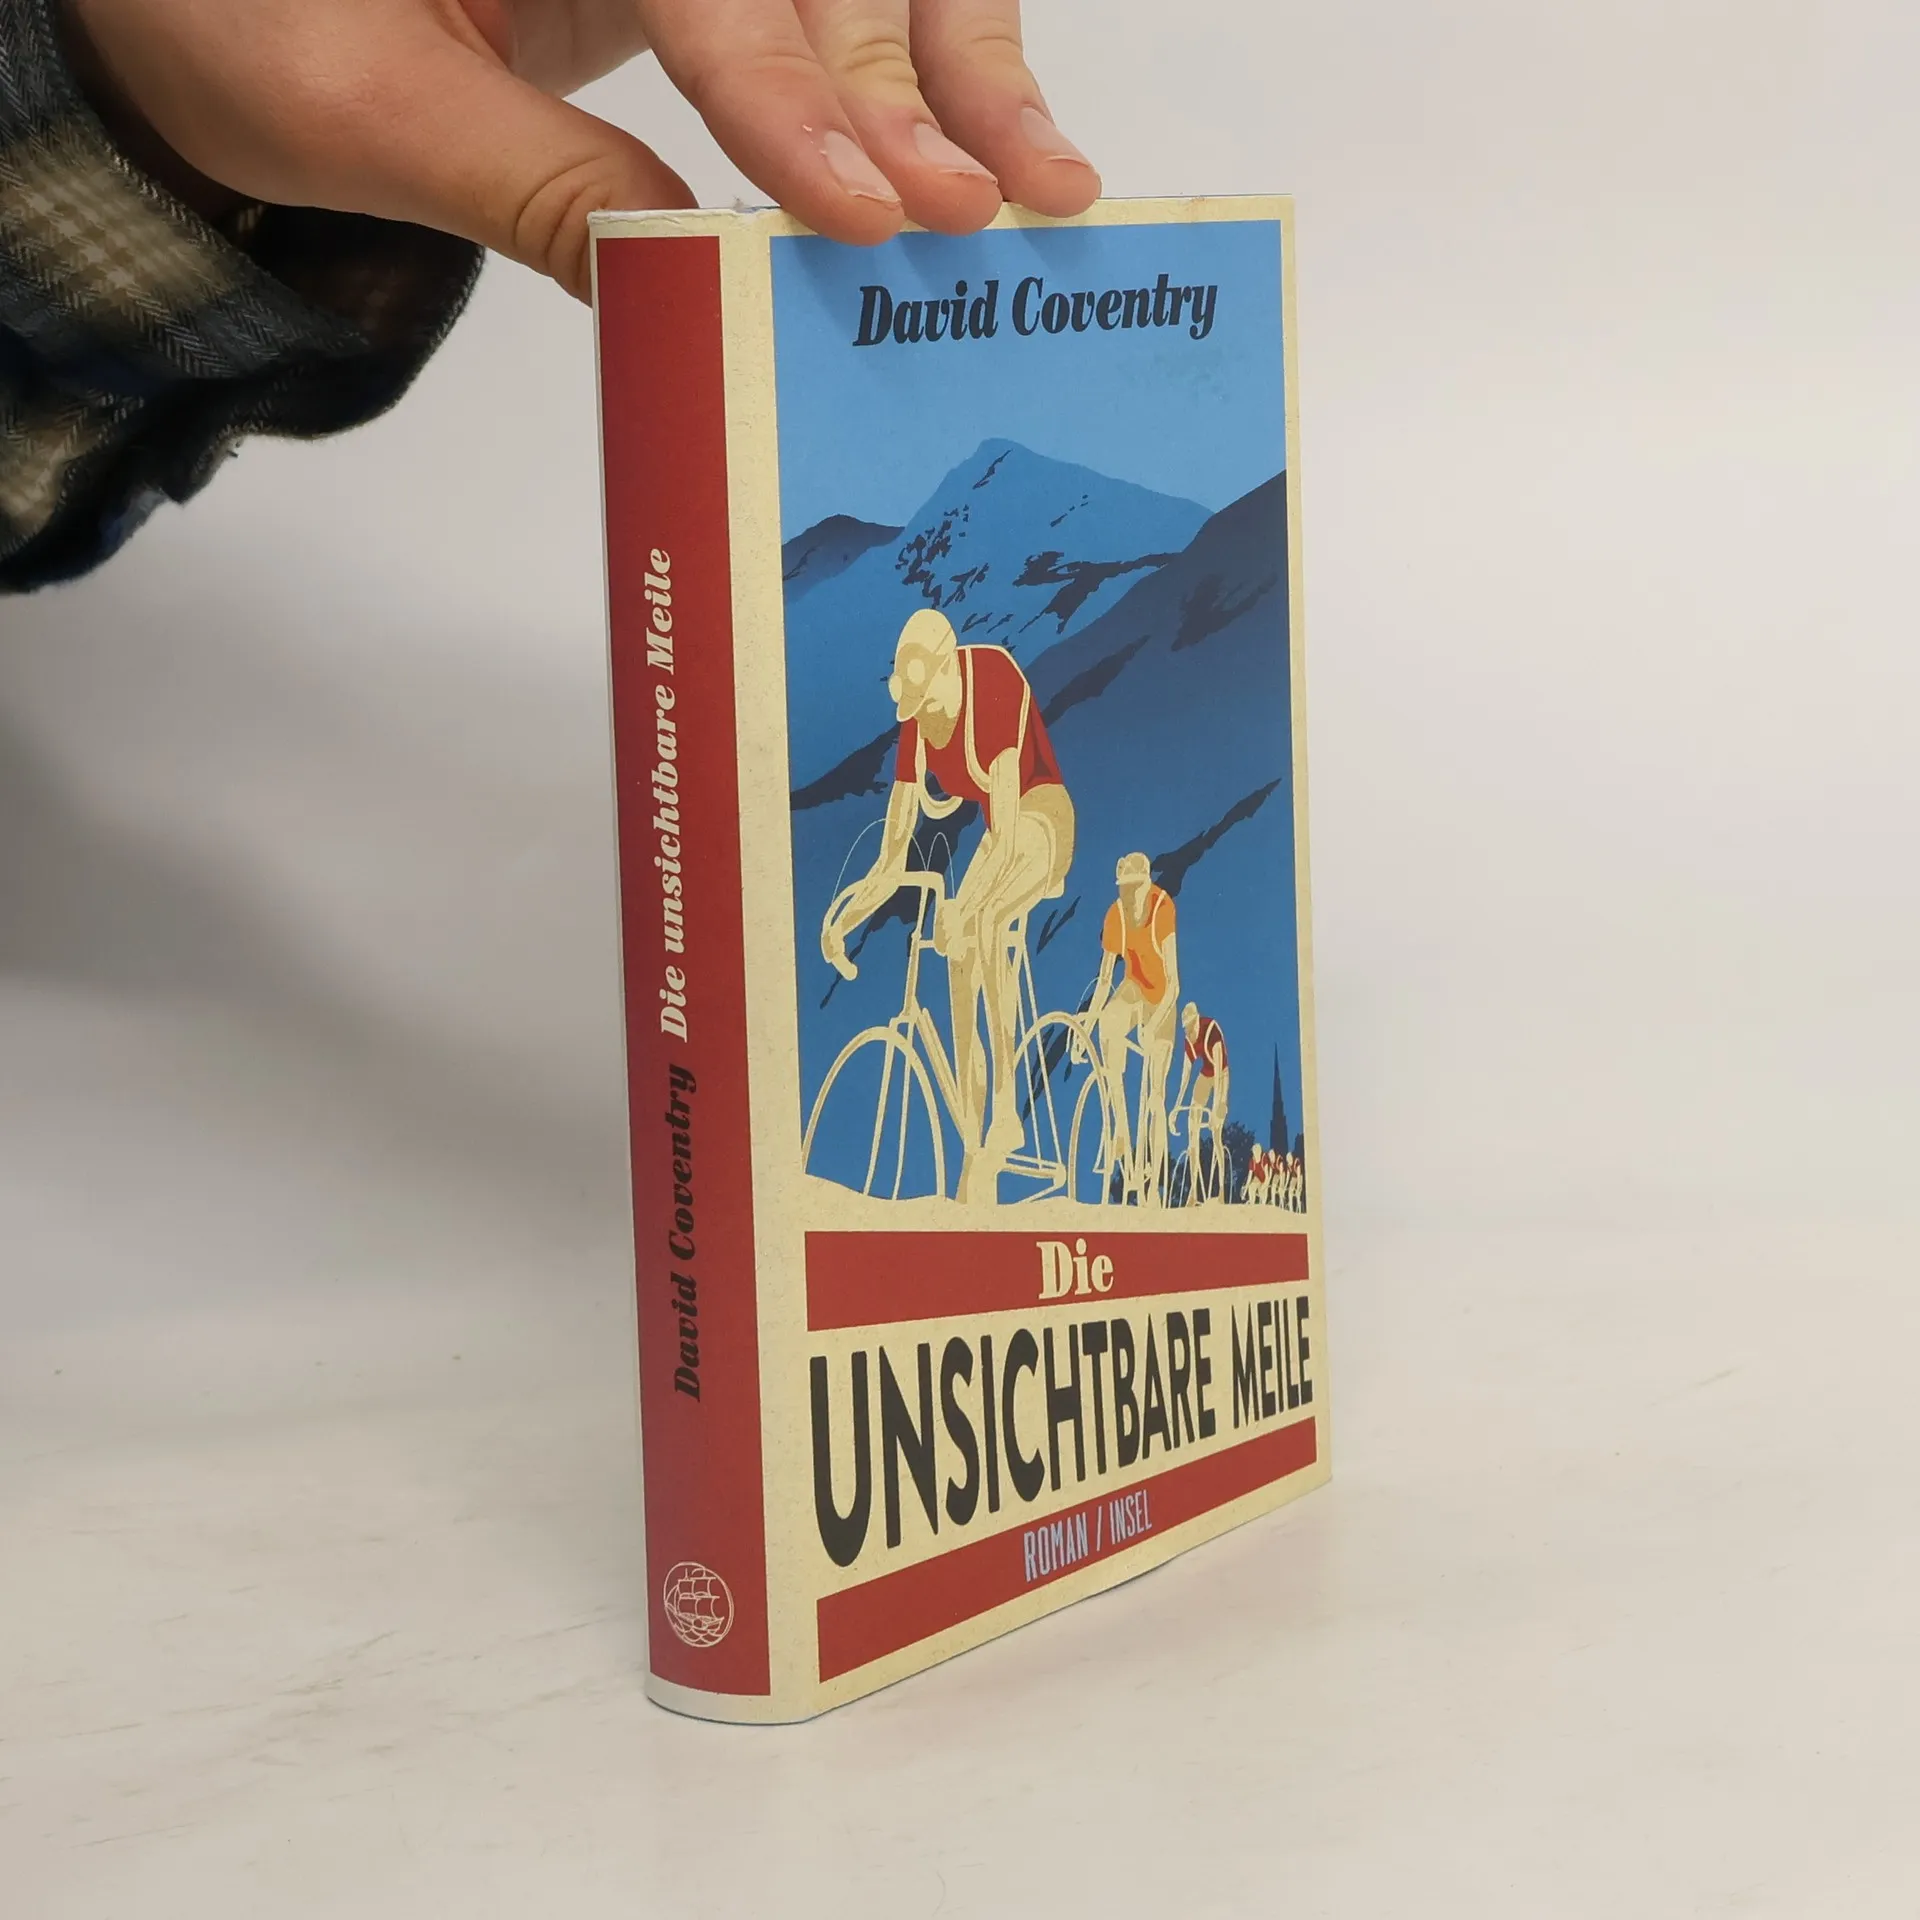 David Coventry Die unsichtbare Meile
David Coventry
Die
UNSICHTBARE MEILE
ROMAN / INSEL